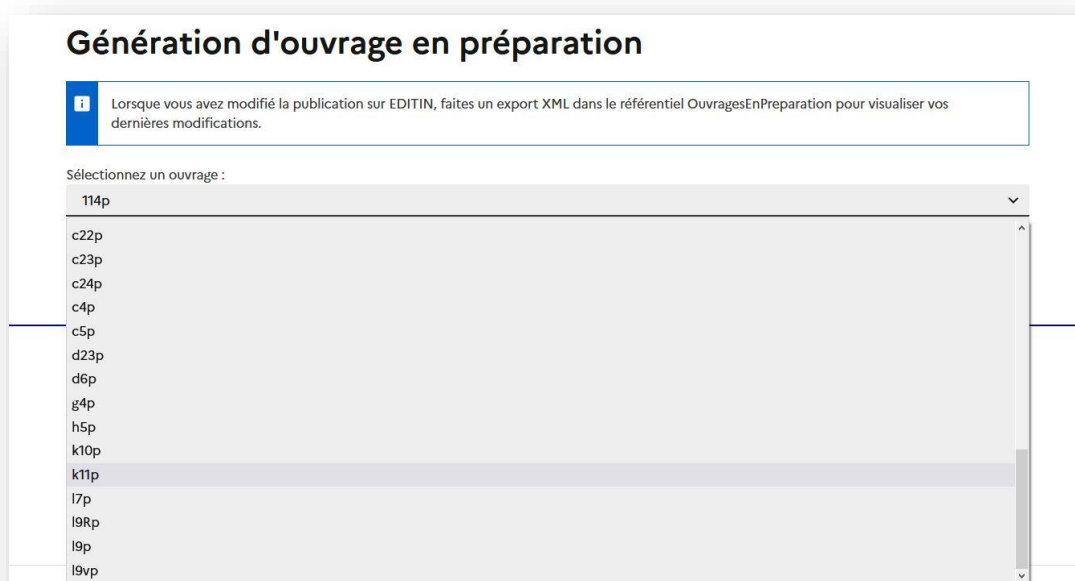 Génération d'ouvrage en préparation
Lorsque vous avez modifié la publication sur EDITIN, faites un export XML dans le référentiel OuvragesEnPreparation pour visualiser vos
dernières modifications.
Sélectionnez un ouvrage :
114p
c22p
c23p
c24p
c4p
c5p
d23p
d6p
g4p
h5p
k10p
k11p
l7p
l9Rp
l9p
l9vp